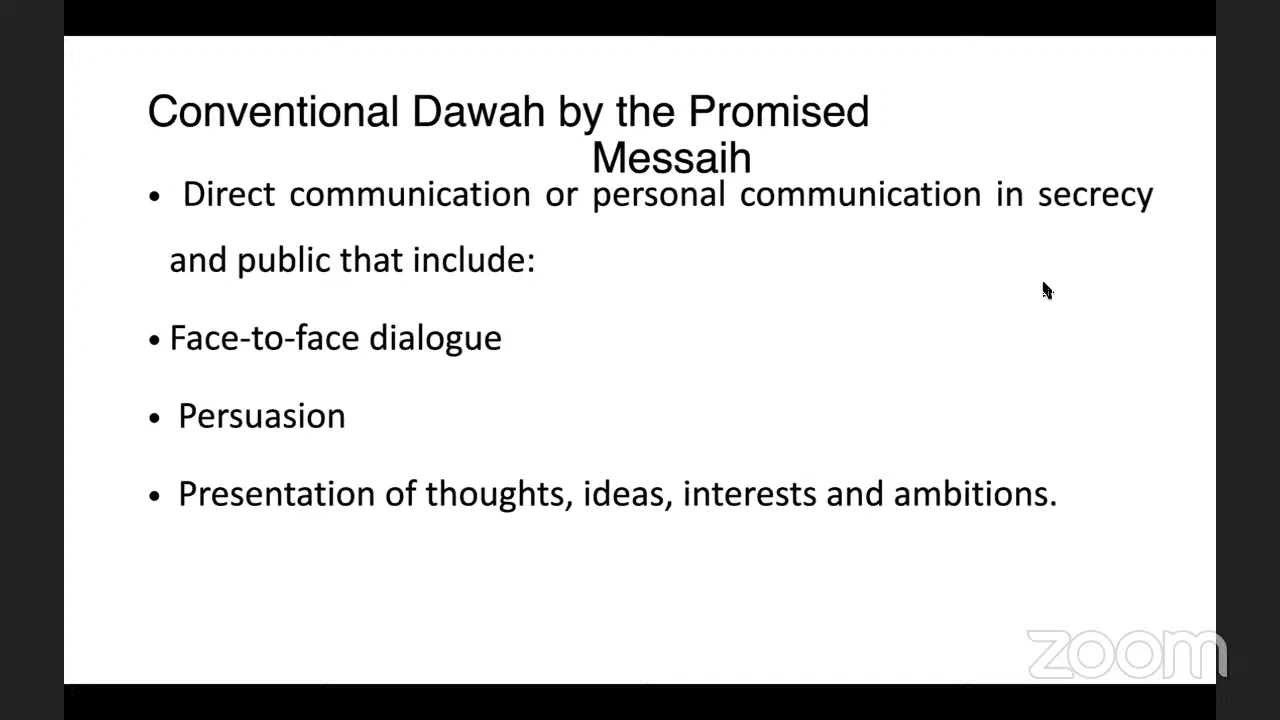 Conventional Dawah by the Promised
Messaih
• Direct communication or personal communication in secrecy
and public that include:
• Face-to-face dialogue
• Persuasion
• Presentation of thoughts, ideas, interests and ambitions.
zoom